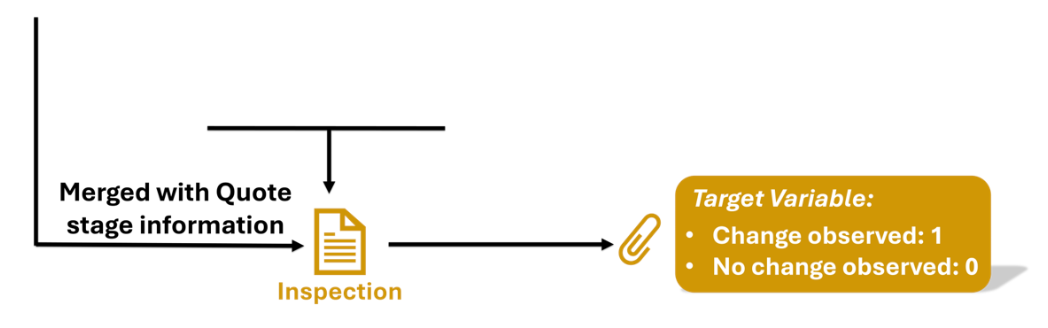 Merged with Quote
stage information
Inspection
Target Variable:
• Change observed: 1
• No change observed: 0